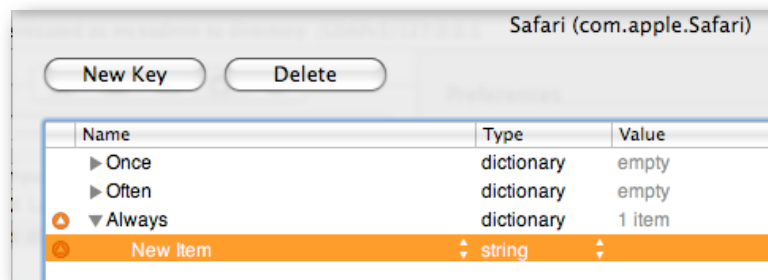 Safari (com.apple.Safari)
New Key Delete
Name Type Value
Once dictionary empty
Often dictionary empty
Always dictionary 1 item
New Item string